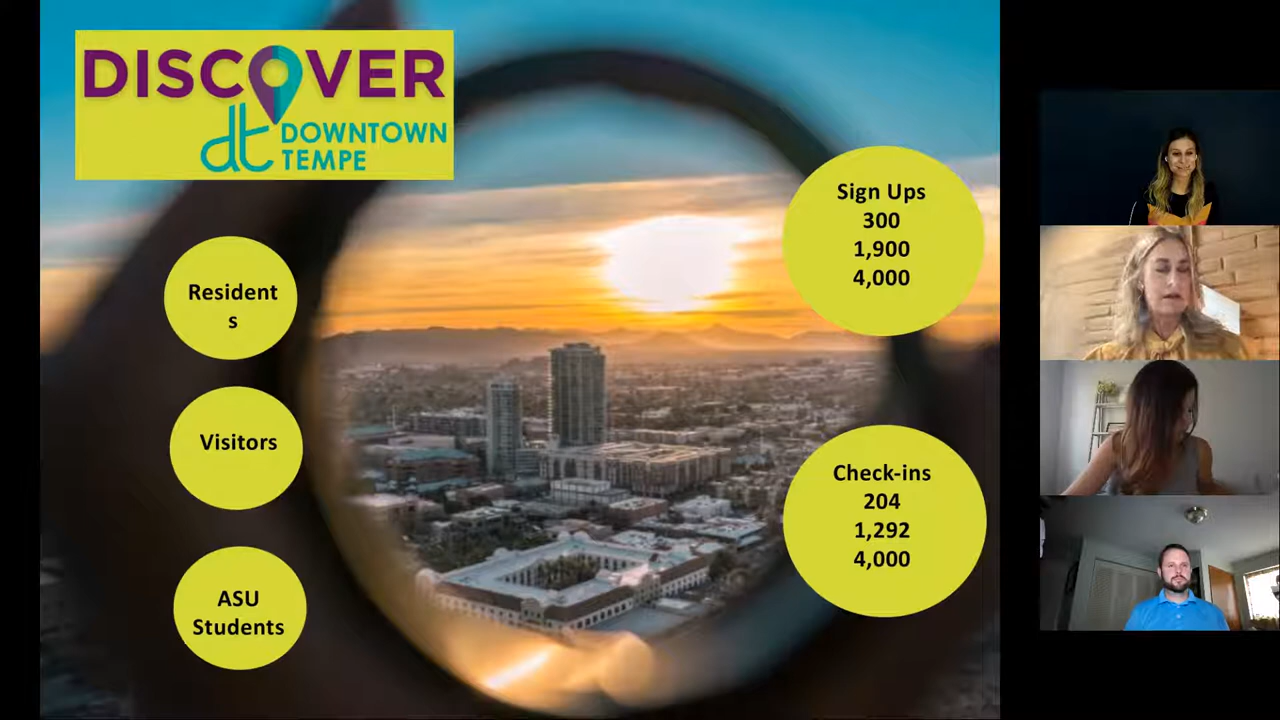 DISCOVER
dt DOWNTOWN
TEMPE
Resident
s
Visitors
ASU
Students
Sign Ups
300
1,900
4,000
Check-ins
204
1,292
4,000